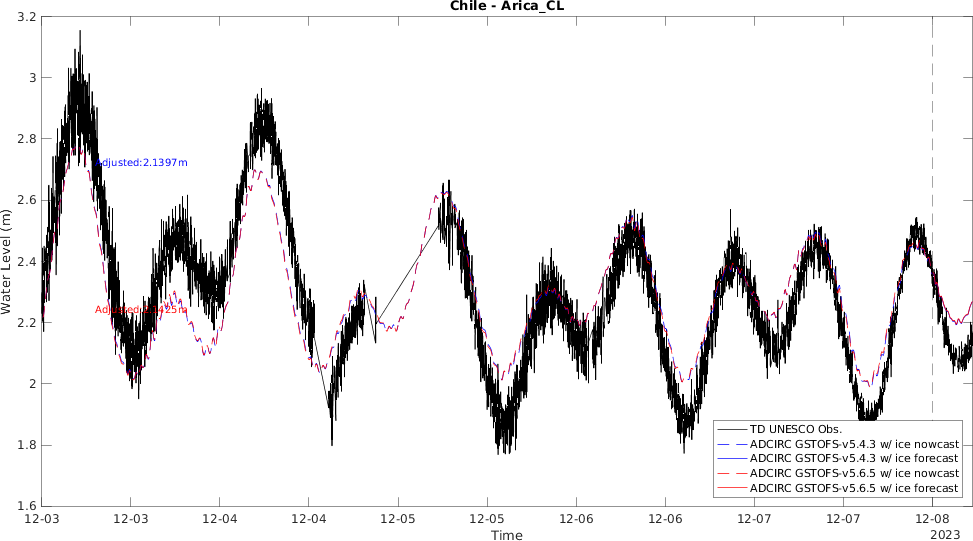 Chile - Arica_CL
3.2
3
2.8
2.6
2.4
2.2
2
1.8
1.6
Water Level (m)
Adjusted:2.1397m
TD UNESCO Obs.
ADCIRC GSTOFS-v5.4.3 w/ ice nowcast
ADCIRC GSTOFS-v5.4.3 w/ ice forecast
ADCIRC GSTOFS-v5.6.5 w/ ice nowcast
ADCIRC GSTOFS-v5.6.5 w/ ice forecast
12-03 12-03 12-04 12-04 12-05 12-05 12-06 12-06 12-07 12-07 12-08
Time
2023